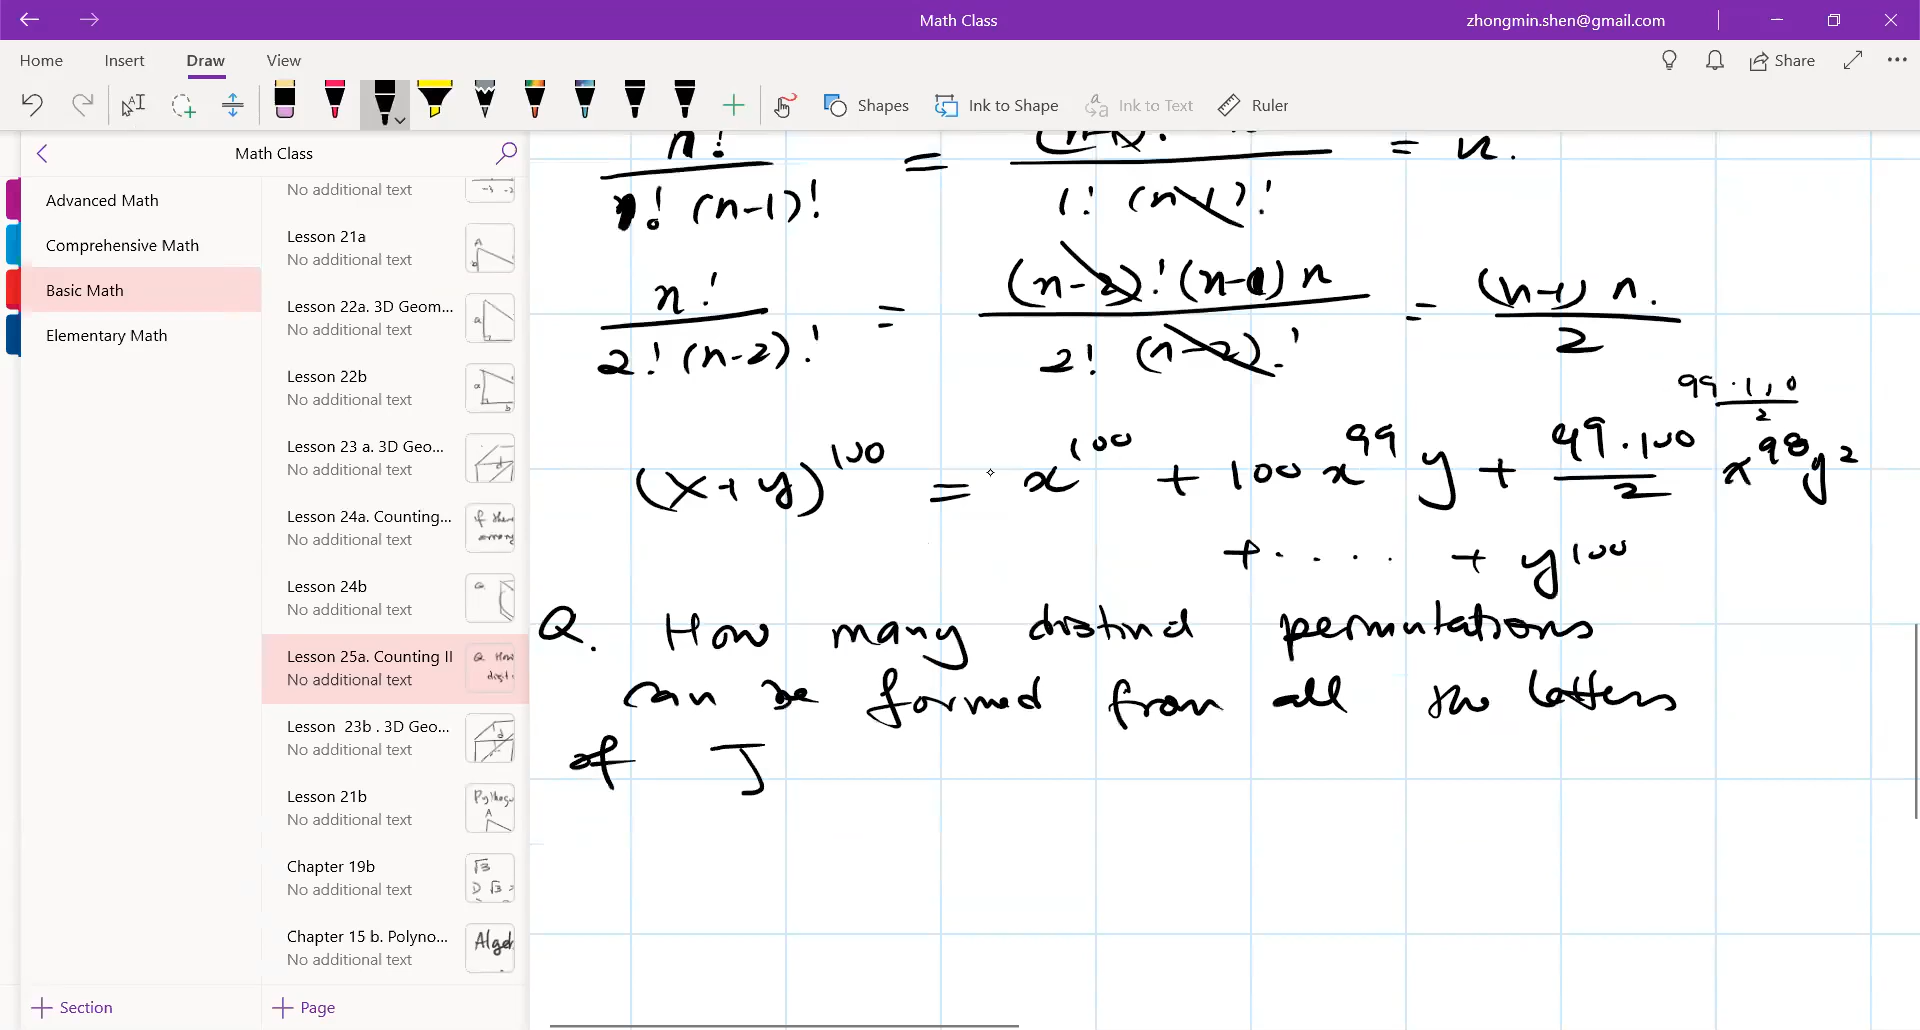 Math Class
zhongmin.shen@gmail.com
Home Insert Draw View
Share
Shapes
Ink to Shape
Ink to Text
Ruler
Math Class
Advanced Math
Comprehensive Math
Basic Math
Elementary Math
No additional text
Lesson 21a
No additional text
Lesson 22a. 3D Geom...
No additional text
Lesson 22b
No additional text
Lesson 23 a. 3D Geo...
No additional text
Lesson 24a. Counting...
No additional text
Lesson 24b
No additional text
Lesson 25a. Counting II
No additional text
Lesson 23b . 3D Geo...
No additional text
Lesson 21b
No additional text
Chapter 19b
No additional text
Chapter 15 b. Polyno...
No additional text
Section
Page
n! / 1! (n-1)! = / 1! (n-1)! = n.
n! / 2! (n-2)! = (n-2)! (n-1) n / 2! (n-2)! = (n-1) n. / 2
99 . 100 / 2
(x+y)^100 = x^100 + 100 x^99 y + 99.100 / 2 x^98 y^2
+ . . . . + y^100
Q. How many distinct permutations
can be formed from all the letters
of J